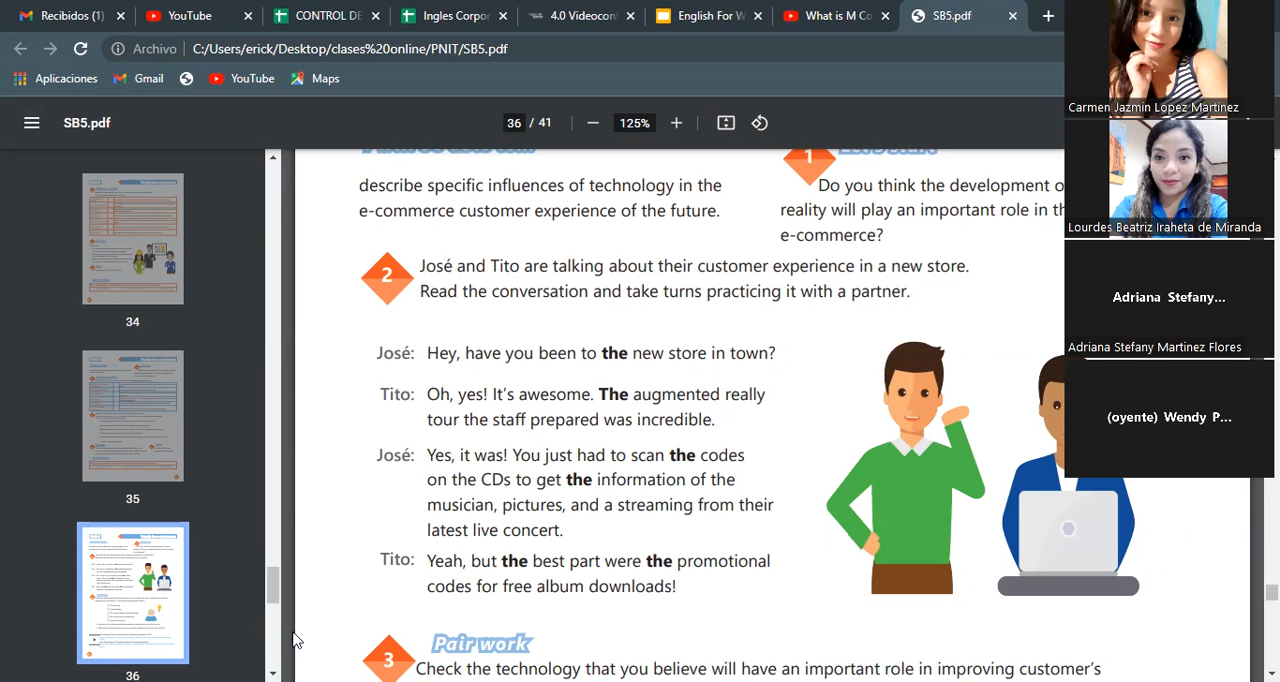 Recibidos (1)
YouTube
CONTROL DE
Ingles Corpor
4.0 Videoconf
English For W
What is M Co
SB5.pdf
Archivo
C:/Users/erick/Desktop/clases%20online/PNIT/SB5.pdf
Aplicaciones
Gmail
YouTube
Maps
SB5.pdf
36 / 41
125%
34
35
36
describe specific influences of technology in the
e-commerce customer experience of the future.
1
Do you think the development o
reality will play an important role in th
e-commerce?
2
José and Tito are talking about their customer experience in a new store.
Read the conversation and take turns practicing it with a partner.
José: Hey, have you been to the new store in town?
Tito: Oh, yes! It's awesome. The augmented really
tour the staff prepared was incredible.
José: Yes, it was! You just had to scan the codes
on the CDs to get the information of the
musician, pictures, and a streaming from their
latest live concert.
Tito: Yeah, but the best part were the promotional
codes for free album downloads!
3
Pair work
Check the technology that you believe will have an important role in improving customer's
Carmen Jazmin Lopez Martinez
Lourdes Beatriz Iraheta de Miranda
Adriana Stefany...
Adriana Stefany Martinez Flores
(oyente) Wendy P...